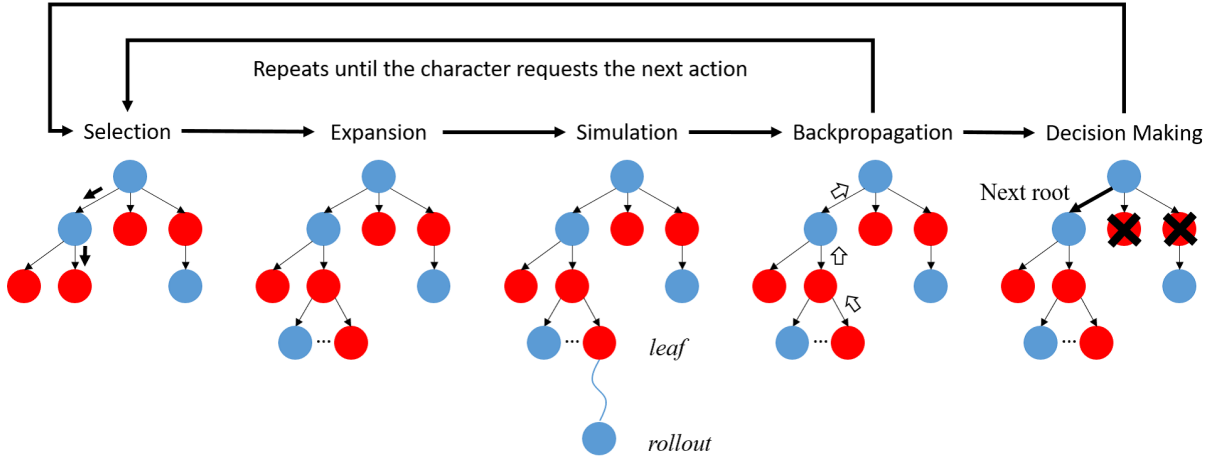 Repeats until the character requests the next action
Selection
Expansion
Simulation
Backpropagation
Decision Making
Next root
...
...
...
...
leaf
rollout